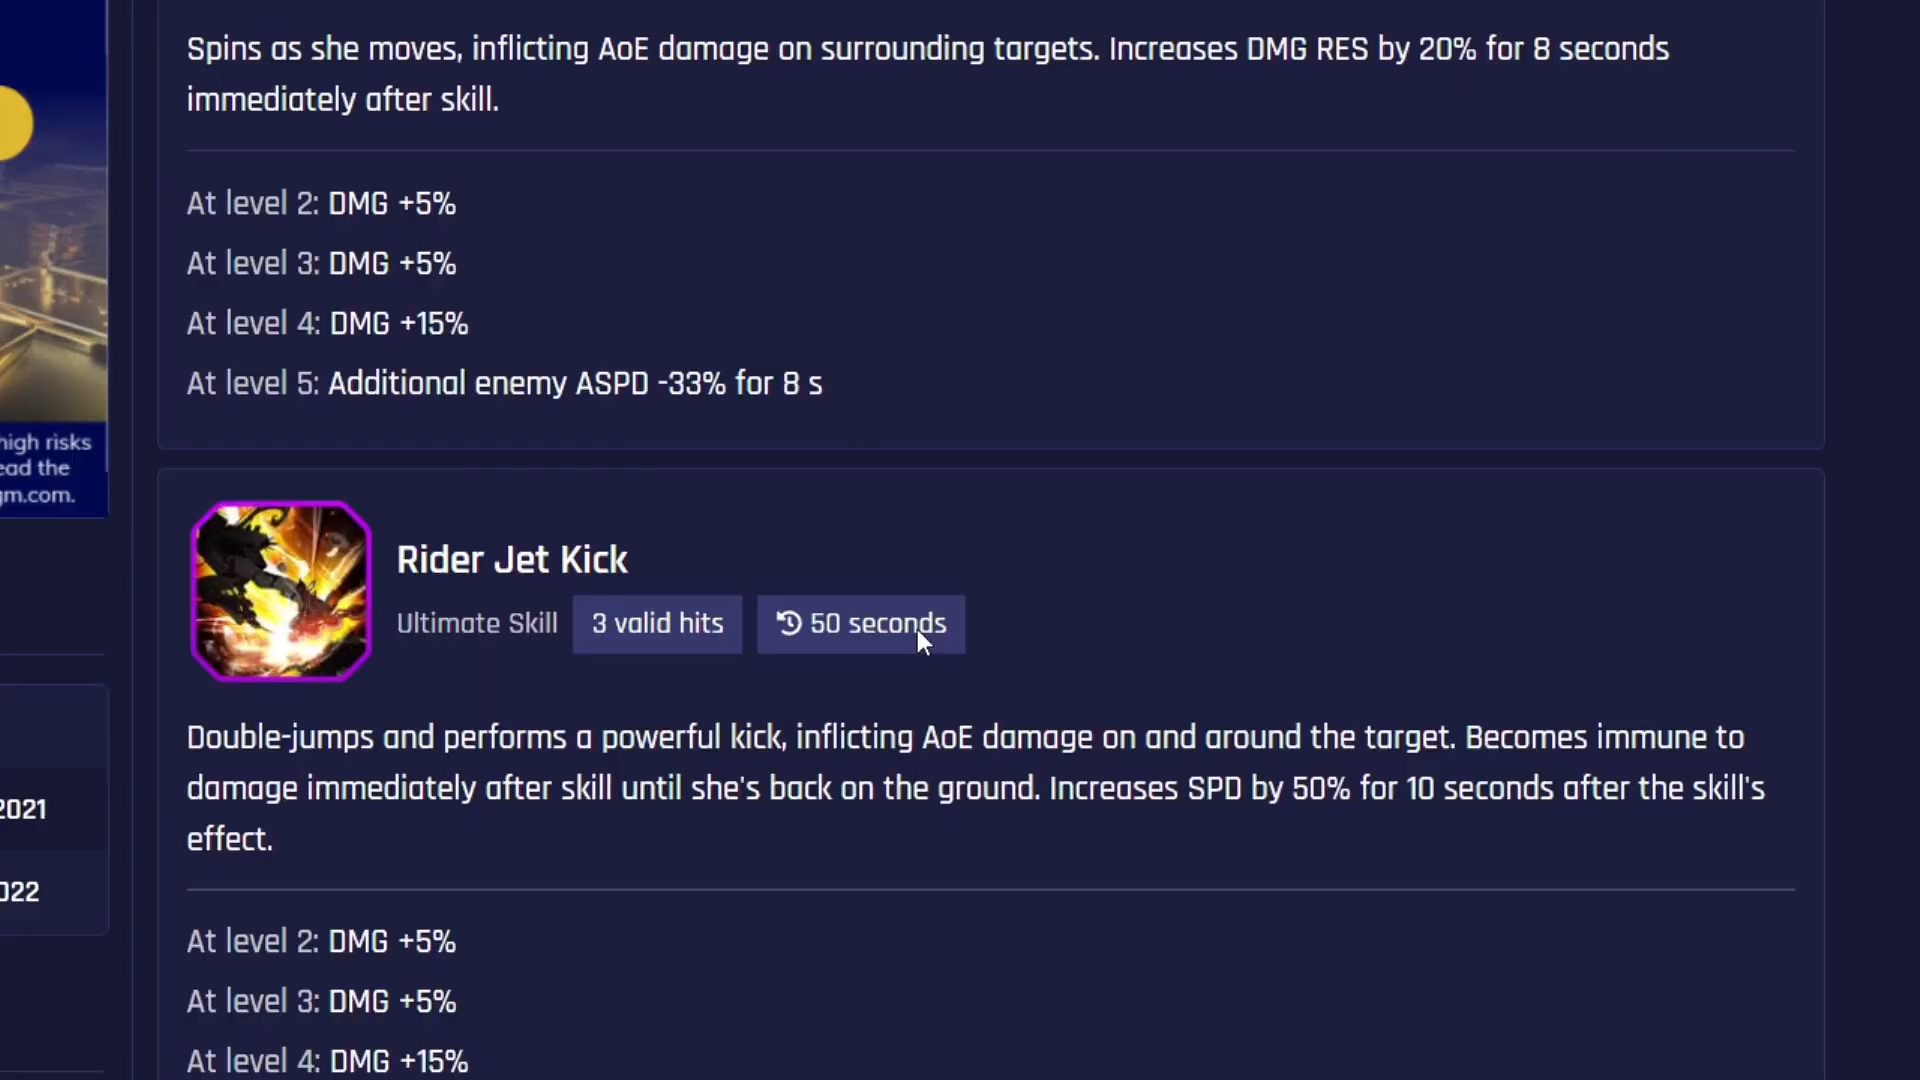 Spins as she moves, inflicting AoE damage on surrounding targets. Increases DMG RES by 20% for 8 seconds
immediately after skill.
At level 2: DMG +5%
At level 3: DMG +5%
At level 4: DMG +15%
At level 5: Additional enemy ASPD -33% for 8 s
high risks
ead the
gm.com.
Rider Jet Kick
Ultimate Skill 3 valid hits 50 seconds
Double-jumps and performs a powerful kick, inflicting AoE damage on and around the target. Becomes immune to
damage immediately after skill until she's back on the ground. Increases SPD by 50% for 10 seconds after the skill's
effect.
2021
022
At level 2: DMG +5%
At level 3: DMG +5%
At level 4: DMG +15%